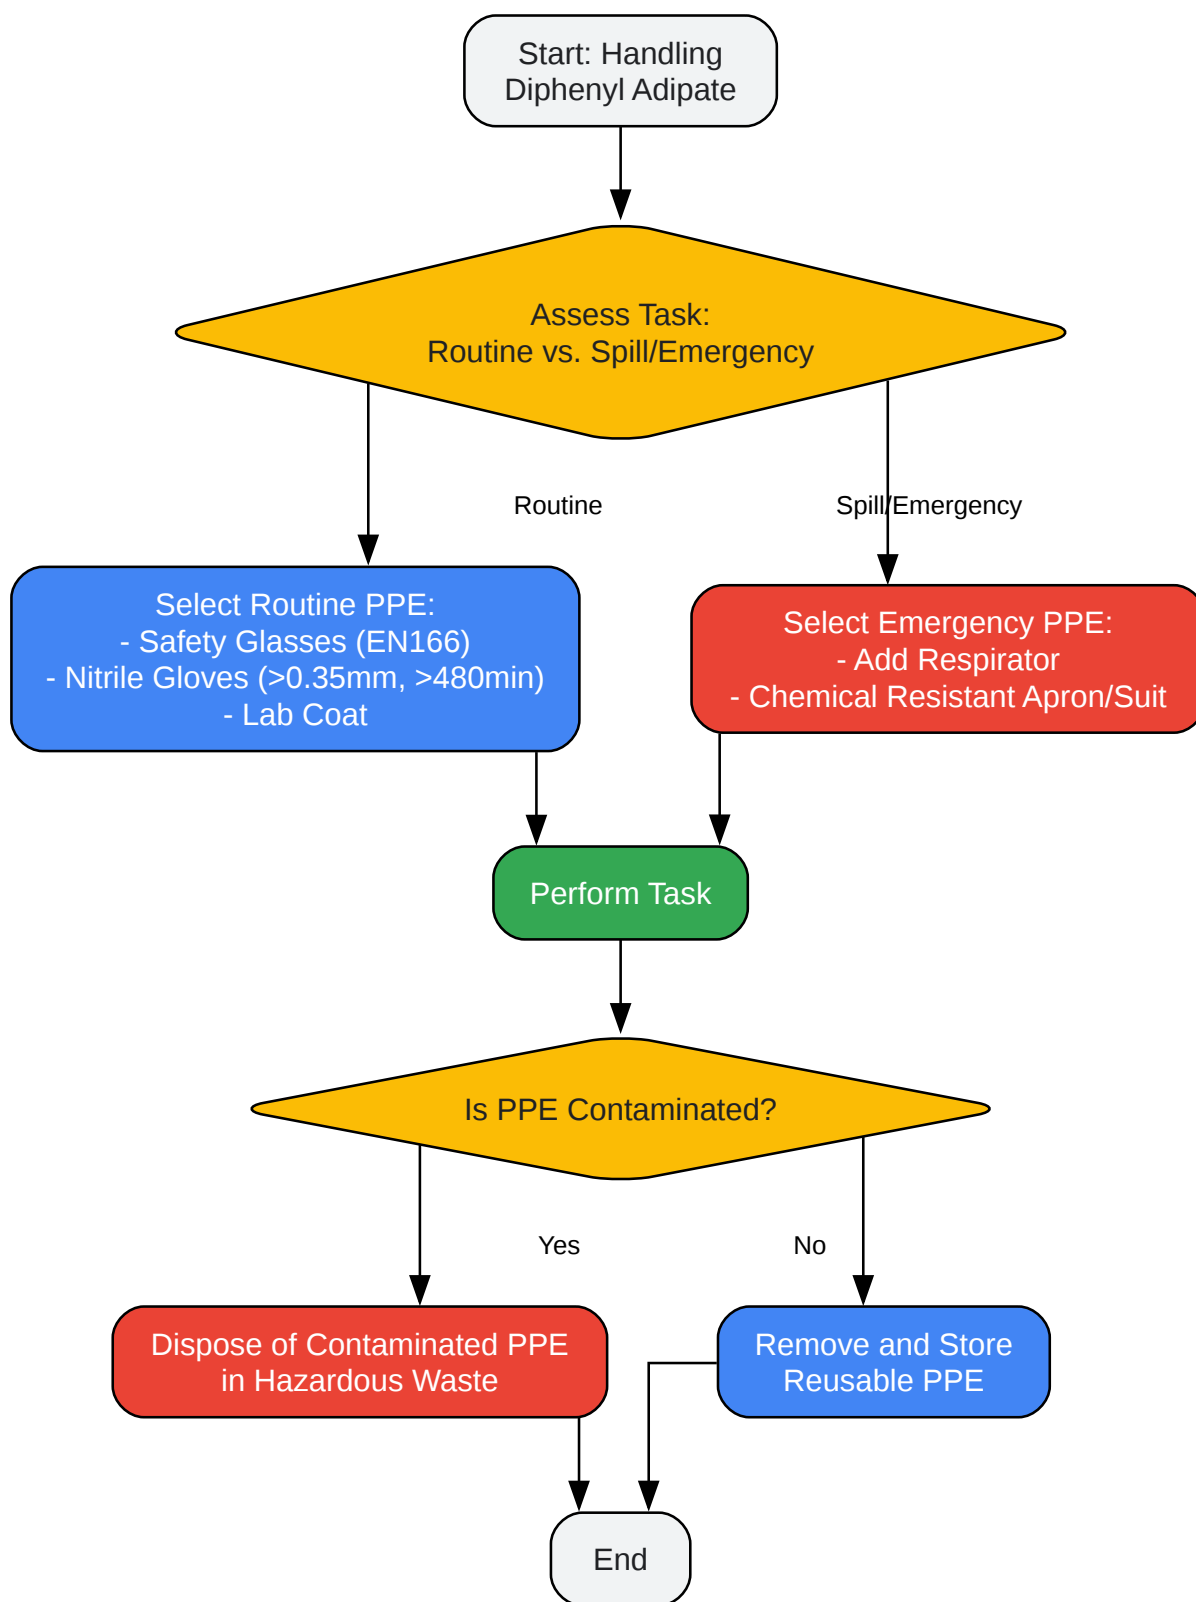 Start: Handling
Diphenyl Adipate
Assess Task:
Routine vs. Spill/Emergency
Routine
Spill/Emergency
Select Routine PPE:
- Safety Glasses (EN166)
- Nitrile Gloves (>0.35mm, >480min)
- Lab Coat
Select Emergency PPE:
- Add Respirator
- Chemical Resistant Apron/Suit
Perform Task
Is PPE Contaminated?
Yes
No
Dispose of Contaminated PPE
in Hazardous Waste
Remove and Store
Reusable PPE
End